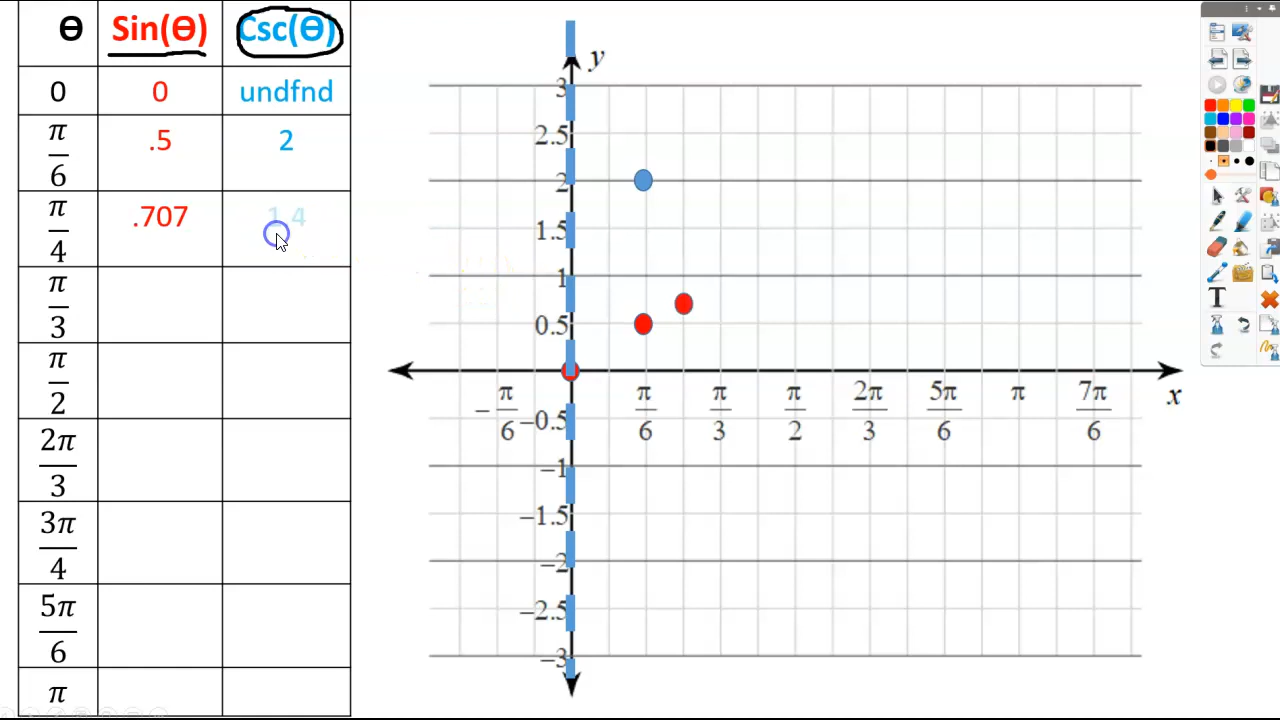 Ɵ Sin(Ɵ) Csc(Ɵ)
0 0 undfnd
π/6 .5 2
π/4 .707 1.4
π/3
π/2
2π/3
3π/4
5π/6
π
y
3
2.5
2
1.5
1
0.5
−π/6 π/6 π/3 π/2 2π/3 5π/6 π 7π/6 x
−0.5
−1
−1.5
−2
−2.5
−3
T